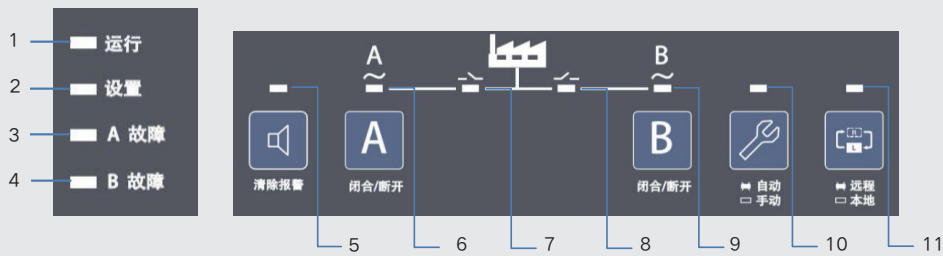 1 运行
2 设置
3 A 故障
4 B 故障
A
B
A
B
R
L
清除报警
闭合/断开
闭合/断开
自动
手动
远程
本地
5 6 7 8 9 10 11